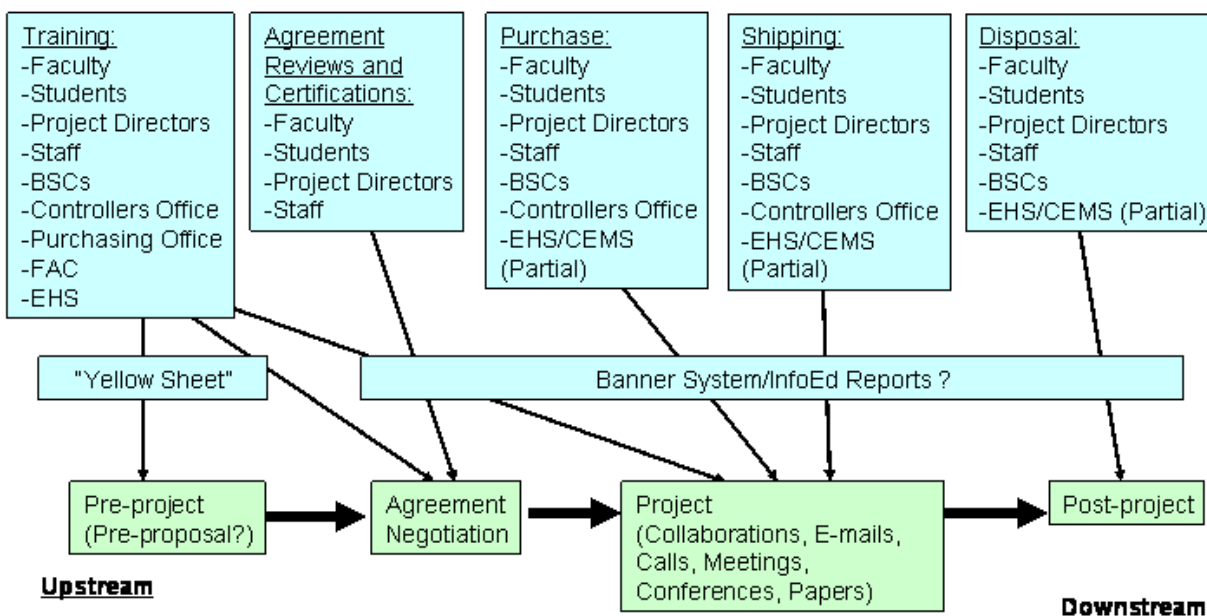 Training:
-Faculty
-Students
-Project Directors
-Staff
-BSCs
-Controllers Office
-Purchasing Office
-FAC
-EHS
Agreement
Reviews and
Certifications:
-Faculty
-Students
-Project Directors
-Staff
Purchase:
-Faculty
-Students
-Project Directors
-Staff
-BSCs
-Controllers Office
-EHS/CEMS
(Partial)
Shipping:
-Faculty
-Students
-Project Directors
-Staff
-BSCs
-Controllers Office
-EHS/CEMS
(Partial)
Disposal:
-Faculty
-Students
-Project Directors
-Staff
-BSCs
-EHS/CEMS (Partial)
"Yellow Sheet"
Banner System/InfoEd Reports ?
Pre-project
(Pre-proposal?)
Agreement
Negotiation
Project
(Collaborations, E-mails,
Calls, Meetings,
Conferences, Papers)
Post-project
Upstream
Downstream